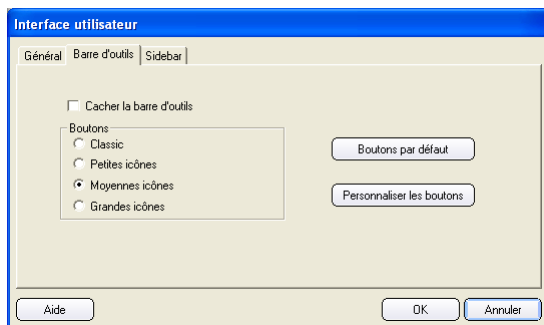 Interface utilisateur
Général Barre d'outils Sidebar
Cacher la barre d'outils
Boutons
Classic
Petites icônes
Moyennes icônes
Grandes icônes
Boutons par défaut
Personnaliser les boutons
Aide OK Annuler